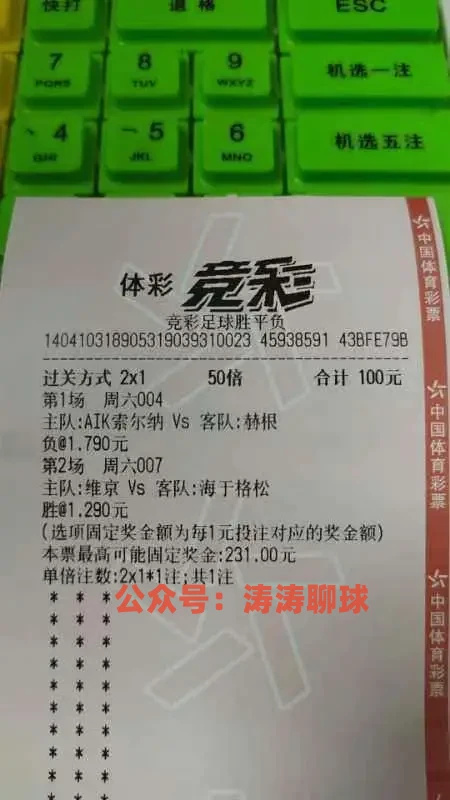 快打
退格
ESC
7
PQRS
8
TUV
9
WXYZ
机选一注
、4
GHI
一5
JKL
6
MNO
机选五注
体彩 竞彩
竞彩足球胜平负
140410318905319039310023 45938591 43BFE79B
过关方式 2x1 50倍 合计 100元
第1场 周六004
主队:AIK索尔纳 Vs 客队:赫根
负@1.790元
第2场 周六007
主队:维京 Vs 客队:海于格松
胜@1.290元
(选项固定奖金额为每1元投注对应的奖金额)
本票最高可能固定奖金:231.00元
单倍注数:2x1*1注;共1注
* * *
* * *
* * *
* * *
* * *
* * *
* * *
* * *
* * *
* * *
公众号：涛涛聊球
中国体育彩票
中国体育彩票
中国体育彩票